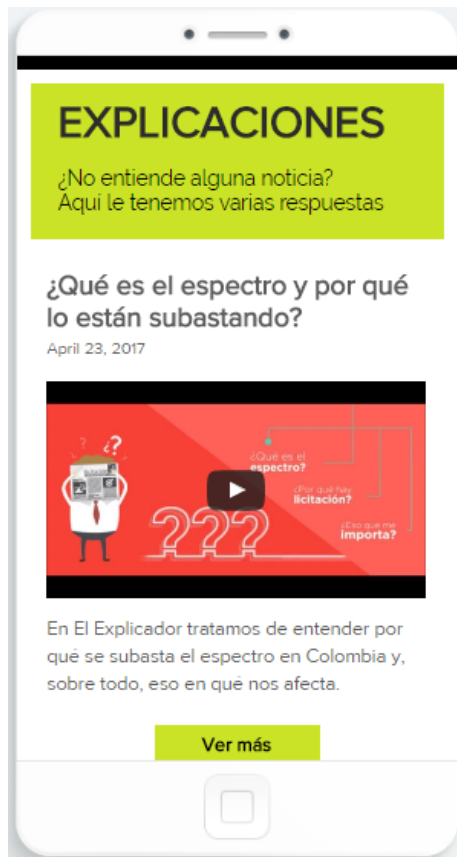 EXPLICACIONES
¿No entiende alguna noticia?
Aquí le tenemos varias respuestas
¿Qué es el espectro y por qué
lo están subastando?
April 23, 2017
¿Qué es el
espectro?
¿Por qué hay
licitación?
¿Eso que me
importa?
? ¿?
???
En El Explicador tratamos de entender por
qué se subasta el espectro en Colombia y,
sobre todo, eso en qué nos afecta.
Ver más